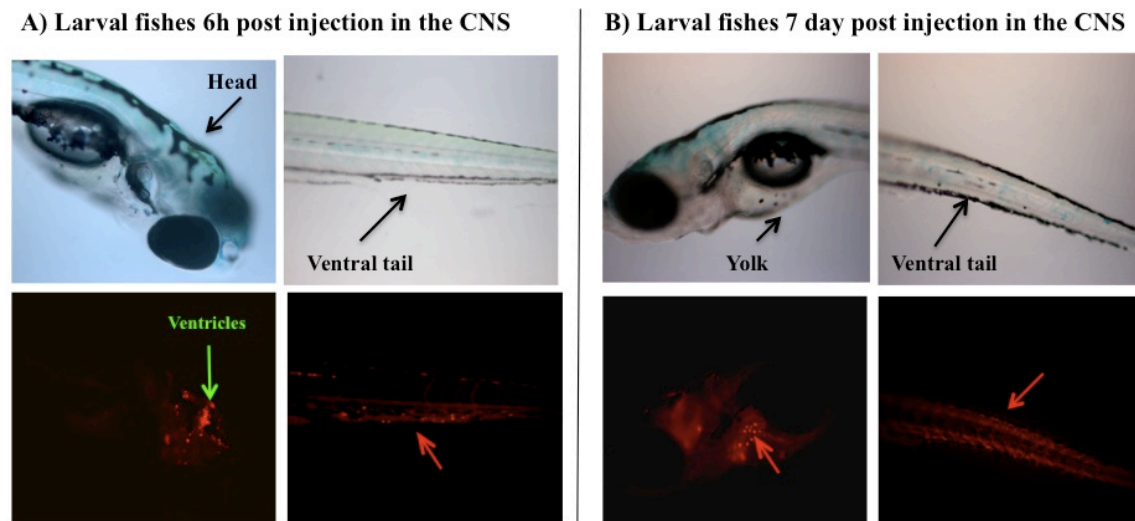 A) Larval fishes 6h post injection in the CNS
B) Larval fishes 7 day post injection in the CNS
Head
Ventral tail
Yolk
Ventral tail
Ventricles